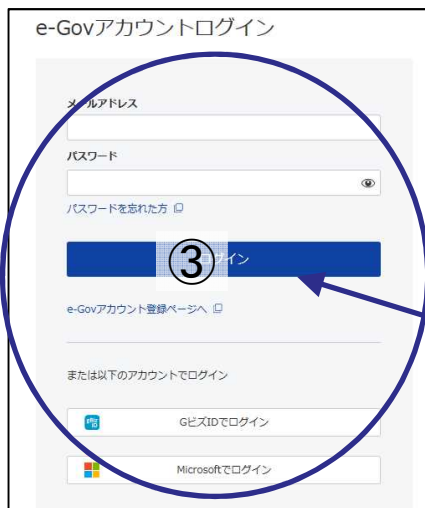 e-Govアカウントログイン
メールアドレス
パスワード
パスワードを忘れた方
③
ログイン
e-Govアカウント登録ページへ
または以下のアカウントでログイン
GビズIDでログイン
Microsoftでログイン